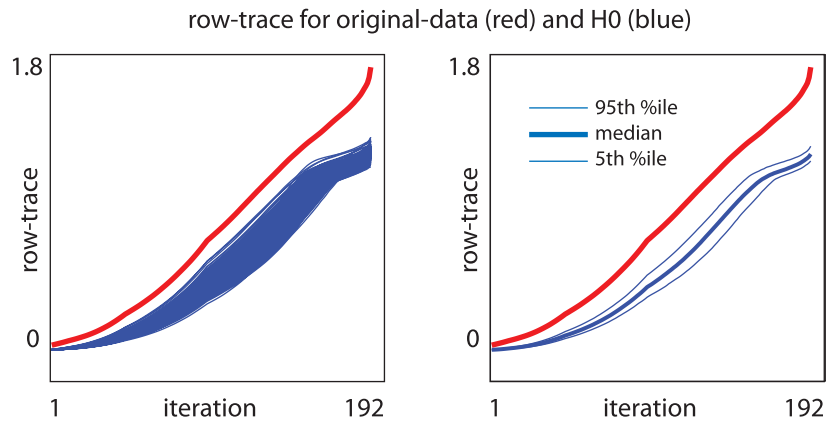 row-trace for original-data (red) and H0 (blue)
1.8
row-trace
0
1
iteration
192
1.8
95th %ile
median
5th %ile
row-trace
0
1
iteration
192